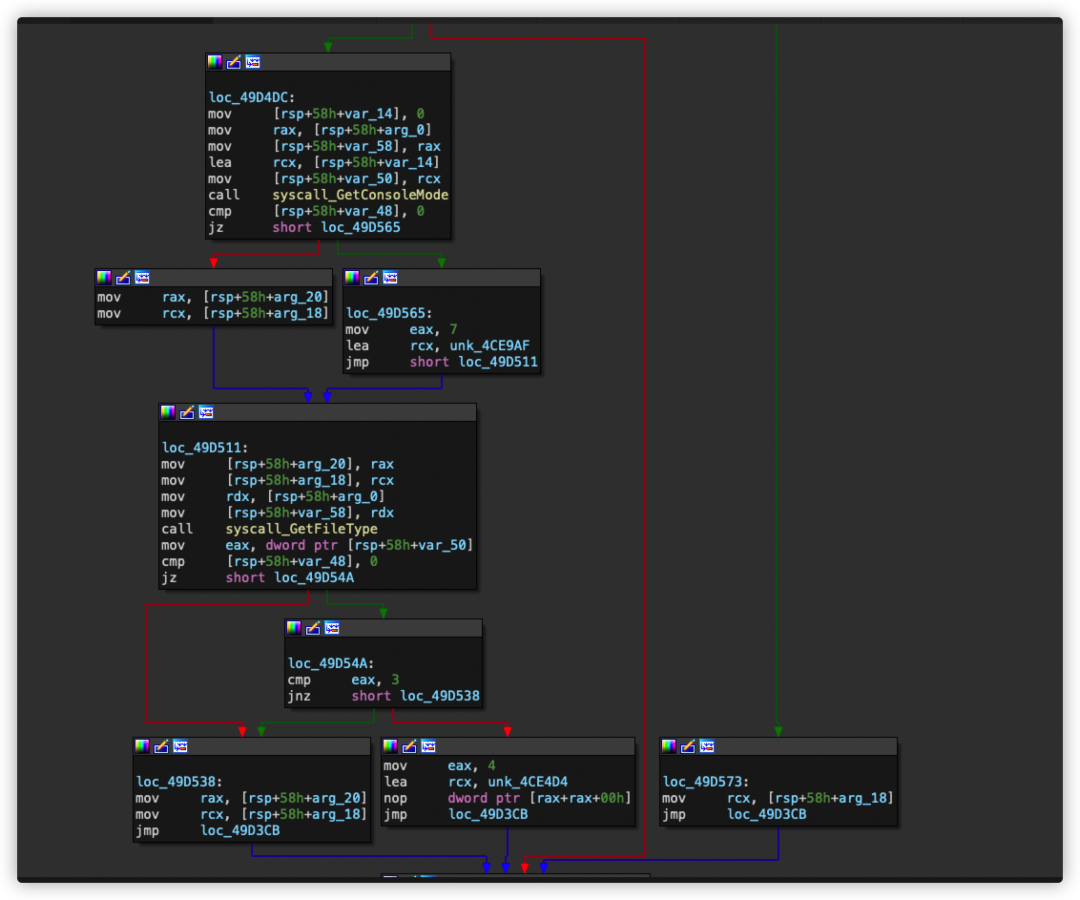 loc_49D4DC:
mov [rsp+58h+var_14], 0
mov rax, [rsp+58h+arg_0]
mov [rsp+58h+var_58], rax
lea rcx, [rsp+58h+var_14]
mov [rsp+58h+var_50], rcx
call syscall_GetConsoleMode
cmp [rsp+58h+var_48], 0
jz short loc_49D565
mov rax, [rsp+58h+arg_20]
mov rcx, [rsp+58h+arg_18]
loc_49D565:
mov eax, 7
lea rcx, unk_4CE9AF
jmp short loc_49D511
loc_49D511:
mov [rsp+58h+arg_20], rax
mov [rsp+58h+arg_18], rcx
mov rdx, [rsp+58h+arg_0]
mov [rsp+58h+var_58], rdx
call syscall_GetFileType
mov eax, dword ptr [rsp+58h+var_50]
cmp [rsp+58h+var_48], 0
jz short loc_49D54A
loc_49D54A:
cmp eax, 3
jnz short loc_49D538
loc_49D538:
mov rax, [rsp+58h+arg_20]
mov rcx, [rsp+58h+arg_18]
jmp loc_49D3CB
mov eax, 4
lea rcx, unk_4CE4D4
nop dword ptr [rax+rax+00h]
jmp loc_49D3CB
loc_49D573:
mov rcx, [rsp+58h+arg_18]
jmp loc_49D3CB